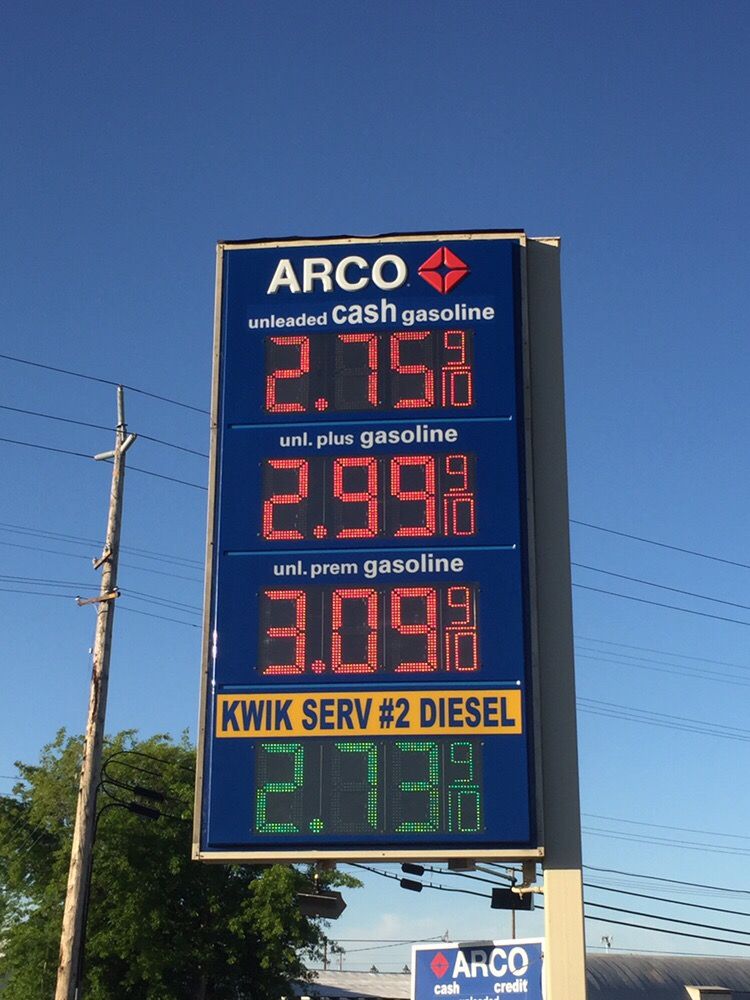 ARCO
unleaded cash gasoline
2.75 9/10
unl. plus gasoline
2.99 9/10
unl. prem gasoline
3.09 9/10
KWIK SERV #2 DIESEL
2.73 9/10
ARCO
cash credit
unleaded